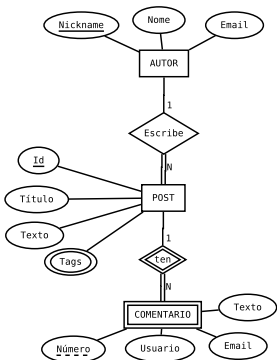 Nickname
Nome
Email
AUTOR
1
Escribe
N
Id
Título
Texto
Tags
POST
1
ten
N
COMENTARIO
Texto
Número
Usuario
Email